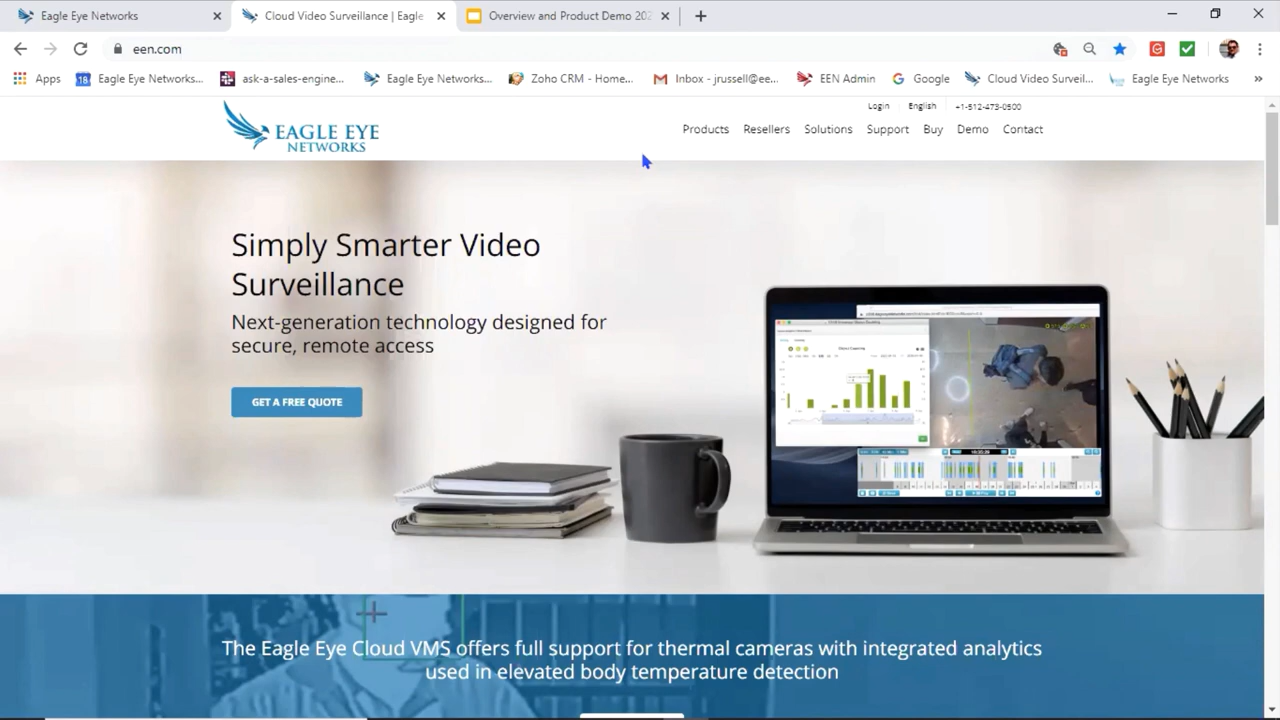 Eagle Eye Networks
Cloud Video Surveillance | Eagle
Overview and Product Demo 202
een.com
Apps
18
Eagle Eye Networks...
ask-a-sales-engine...
Eagle Eye Networks...
Zoho CRM - Home...
Inbox - jrussell@ee...
EEN Admin
Google
Cloud Video Surveil...
Eagle Eye Networks
»
Login
English
+1-512-473-0500
EAGLE EYE
NETWORKS
Products
Resellers
Solutions
Support
Buy
Demo
Contact
Simply Smarter Video
Surveillance
Next-generation technology designed for
secure, remote access
GET A FREE QUOTE
The Eagle Eye Cloud VMS offers full support for thermal cameras with integrated analytics
used in elevated body temperature detection